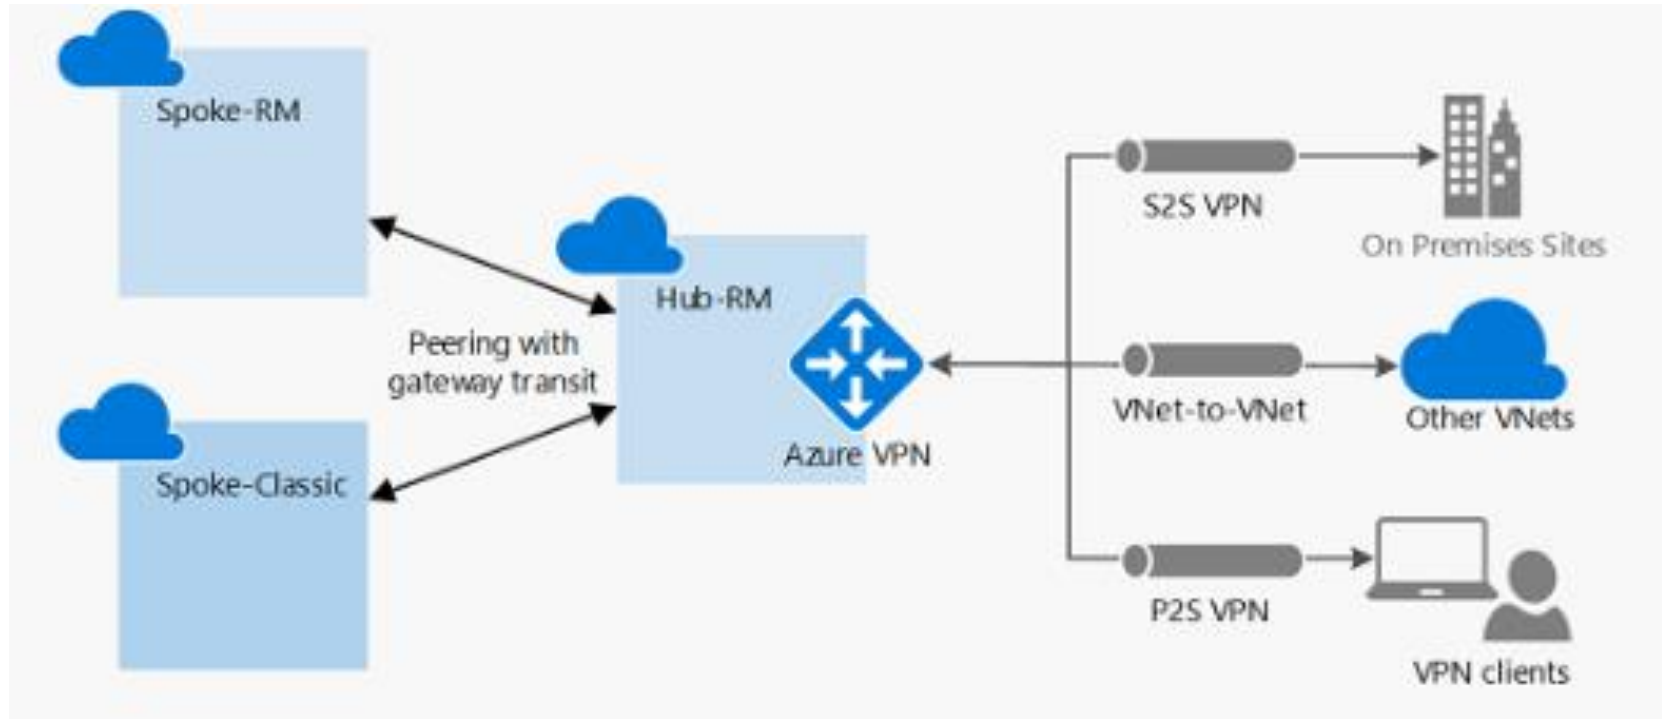 Spoke-RM
Hub-RM
Peering with
gateway transit
Azure VPN
Spoke-Classic
S2S VPN
On Premises Sites
VNet-to-VNet
Other VNets
P2S VPN
VPN clients